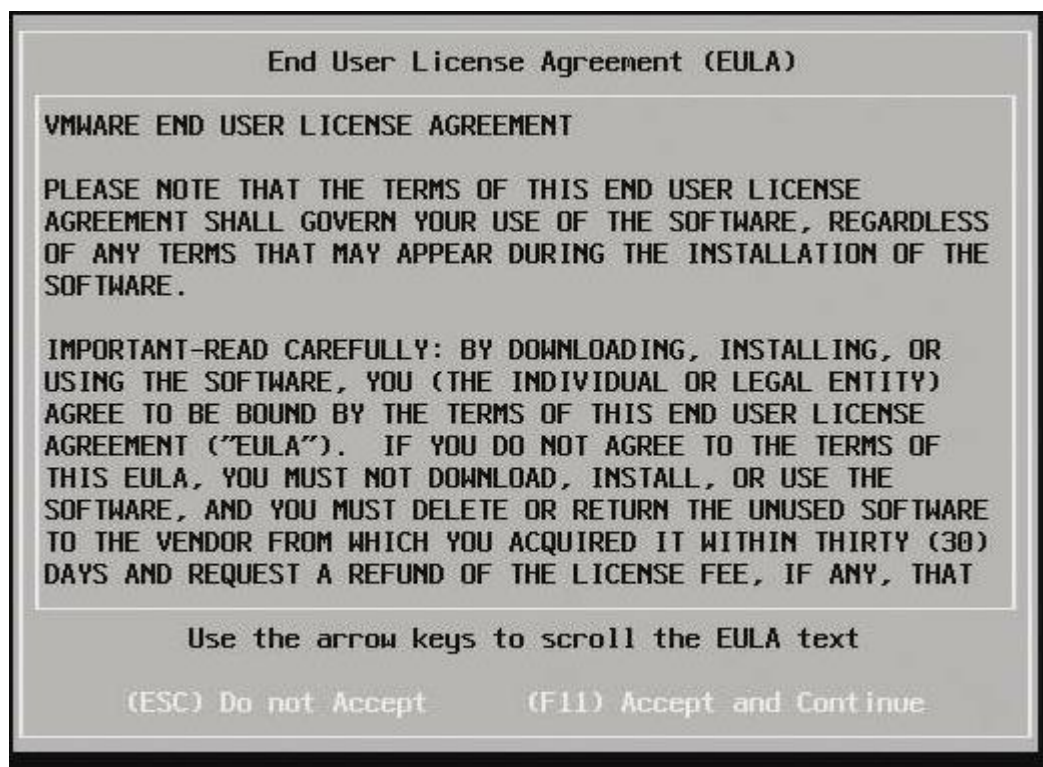 End User License Agreement (EULA)
VMWARE END USER LICENSE AGREEMENT
PLEASE NOTE THAT THE TERMS OF THIS END USER LICENSE
AGREEMENT SHALL GOVERN YOUR USE OF THE SOFTWARE, REGARDLESS
OF ANY TERMS THAT MAY APPEAR DURING THE INSTALLATION OF THE
SOFTWARE.
IMPORTANT-READ CAREFULLY: BY DOWNLOADING, INSTALLING, OR
USING THE SOFTWARE, YOU (THE INDIVIDUAL OR LEGAL ENTITY)
AGREE TO BE BOUND BY THE TERMS OF THIS END USER LICENSE
AGREEMENT ("EULA").  IF YOU DO NOT AGREE TO THE TERMS OF
THIS EULA, YOU MUST NOT DOWNLOAD, INSTALL, OR USE THE
SOFTWARE, AND YOU MUST DELETE OR RETURN THE UNUSED SOFTWARE
TO THE VENDOR FROM WHICH YOU ACQUIRED IT WITHIN THIRTY (30)
DAYS AND REQUEST A REFUND OF THE LICENSE FEE, IF ANY, THAT
Use the arrow keys to scroll the EULA text
(ESC) Do not Accept (F11) Accept and Continue